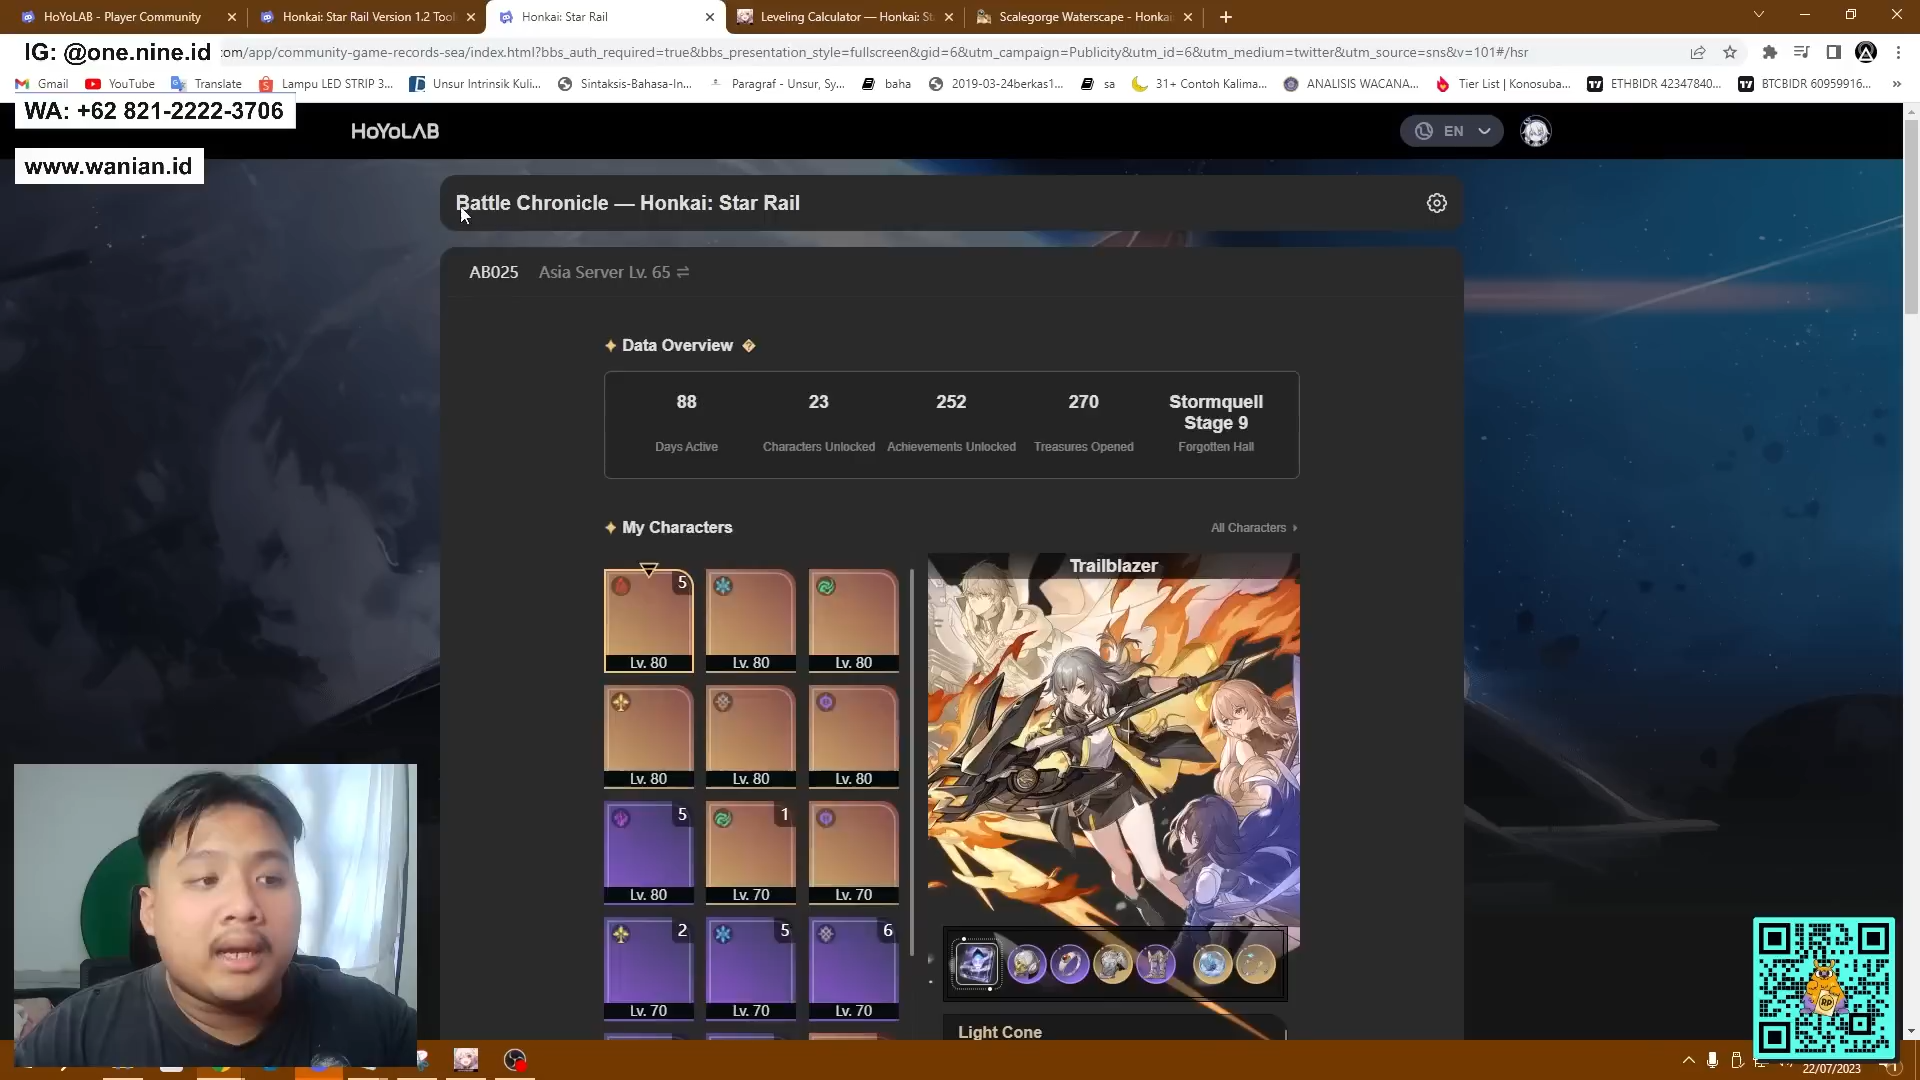 HoYoLAB - Player Community
Honkai: Star Rail Version 1.2 Tool
Honkai: Star Rail
Leveling Calculator — Honkai: St
Scalegorge Waterscape - Honkai
IG: @one.nine.id
om/app/community-game-records-sea/index.html?bbs_auth_required=true&bbs_presentation_style=fullscreen&gid=6&utm_campaign=Publicity&utm_id=6&utm_medium=twitter&utm_source=sns&v=101#/hsr
Gmail
YouTube
Translate
Lampu LED STRIP 3...
Unsur Intrinsik Kuli...
Sintaksis-Bahasa-In...
Paragraf - Unsur, Sy...
baha
2019-03-24berkas1...
sa
31+ Contoh Kalima...
ANALISIS WACANA...
Tier List | Konosuba...
ETHBIDR 42347840...
BTCBIDR 60959916...
WA: +62 821-2222-3706
HoYoLAB
EN
www.wanian.id
Battle Chronicle — Honkai: Star Rail
AB025 Asia Server Lv. 65
Data Overview
88
23
252
270
Stormquell
Stage 9
Days Active
Characters Unlocked
Achievements Unlocked
Treasures Opened
Forgotten Hall
My Characters
All Characters
Trailblazer
5
Lv. 80
Lv. 80
Lv. 80
Lv. 80
Lv. 80
Lv. 80
5
1
Lv. 80
Lv. 70
Lv. 70
2
5
6
Lv. 70
Lv. 70
Lv. 70
Light Cone
RP
22/07/2023
1